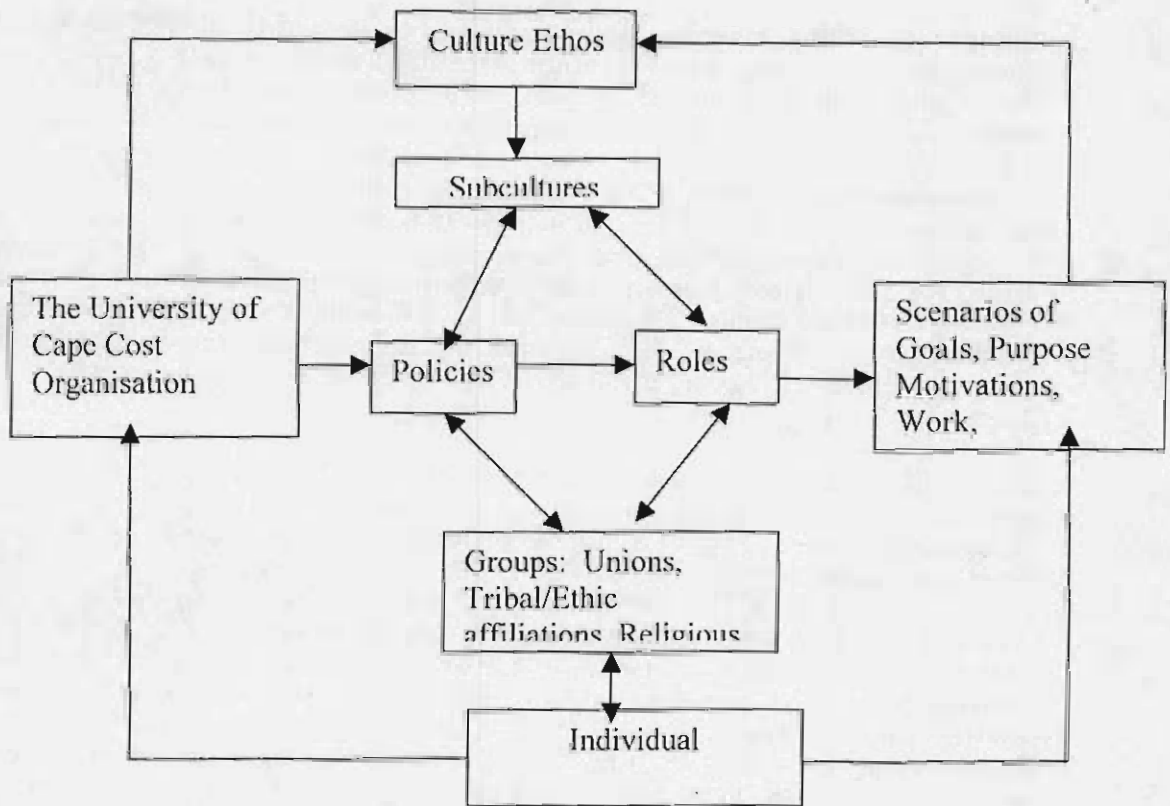 Culture Ethos
Subcultures
The University of
Cape Cost
Organisation
Policies
Roles
Scenarios of
Goals, Purpose
Motivations,
Work,
Groups: Unions,
Tribal/Ethic
affiliations Religious
Individual